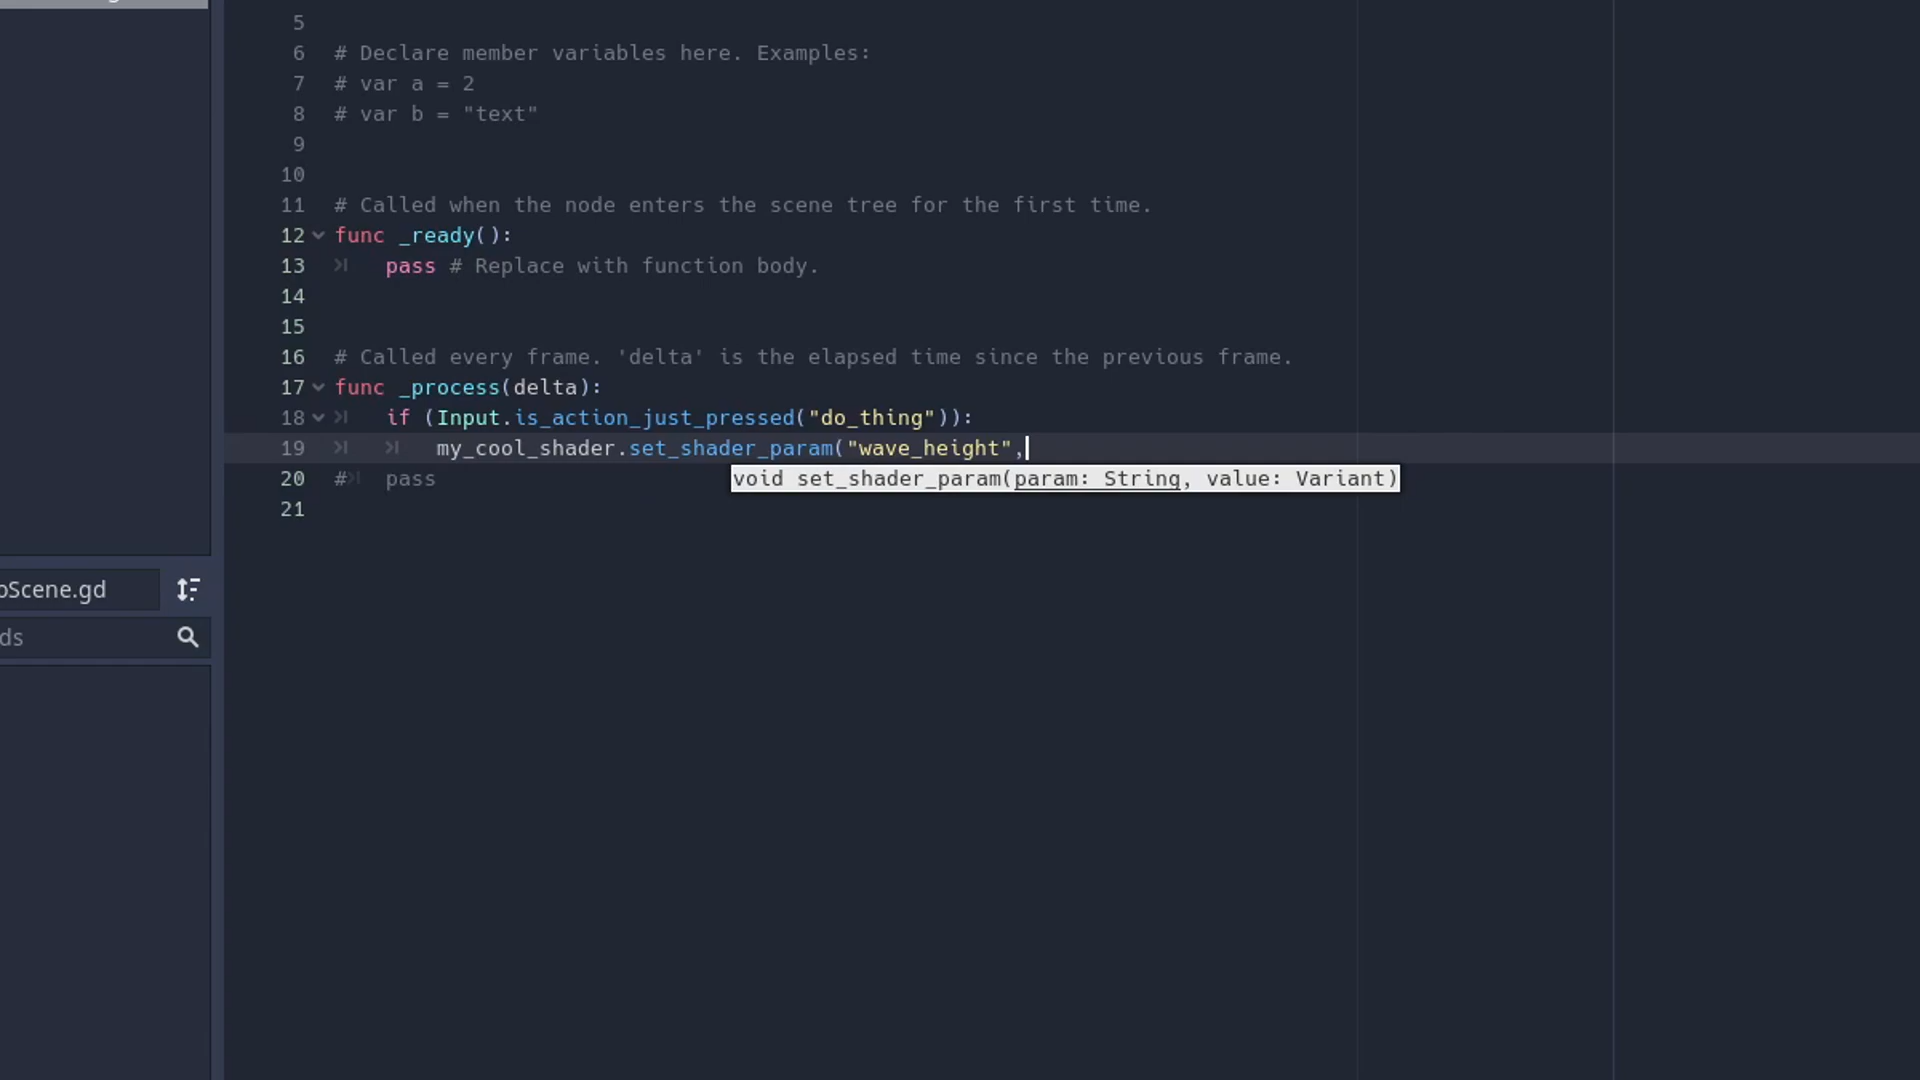 5
6 # Declare member variables here. Examples:
7 # var a = 2
8 # var b = "text"
9
10
11 # Called when the node enters the scene tree for the first time.
12 func _ready():
13 pass # Replace with function body.
14
15
16 # Called every frame. 'delta' is the elapsed time since the previous frame.
17 func _process(delta):
18 if (Input.is_action_just_pressed("do_thing")):
19 my_cool_shader.set_shader_param("wave_height",
void set_shader_param(param: String, value: Variant)
20 # pass
21
oScene.gd
ds